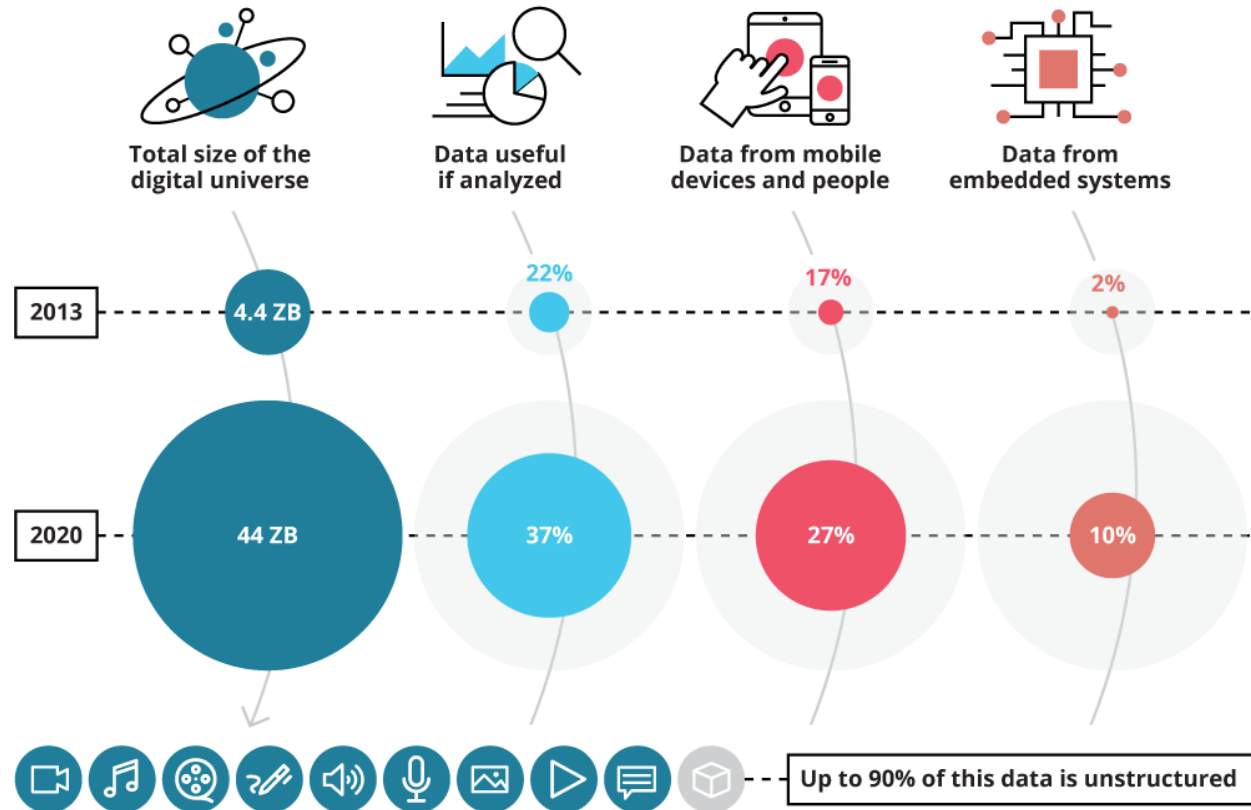 Total size of the
digital universe
Data useful
if analyzed
Data from mobile
devices and people
Data from
embedded systems
2013
4.4 ZB
22%
17%
2%
2020
44 ZB
37%
27%
10%
Up to 90% of this data is unstructured